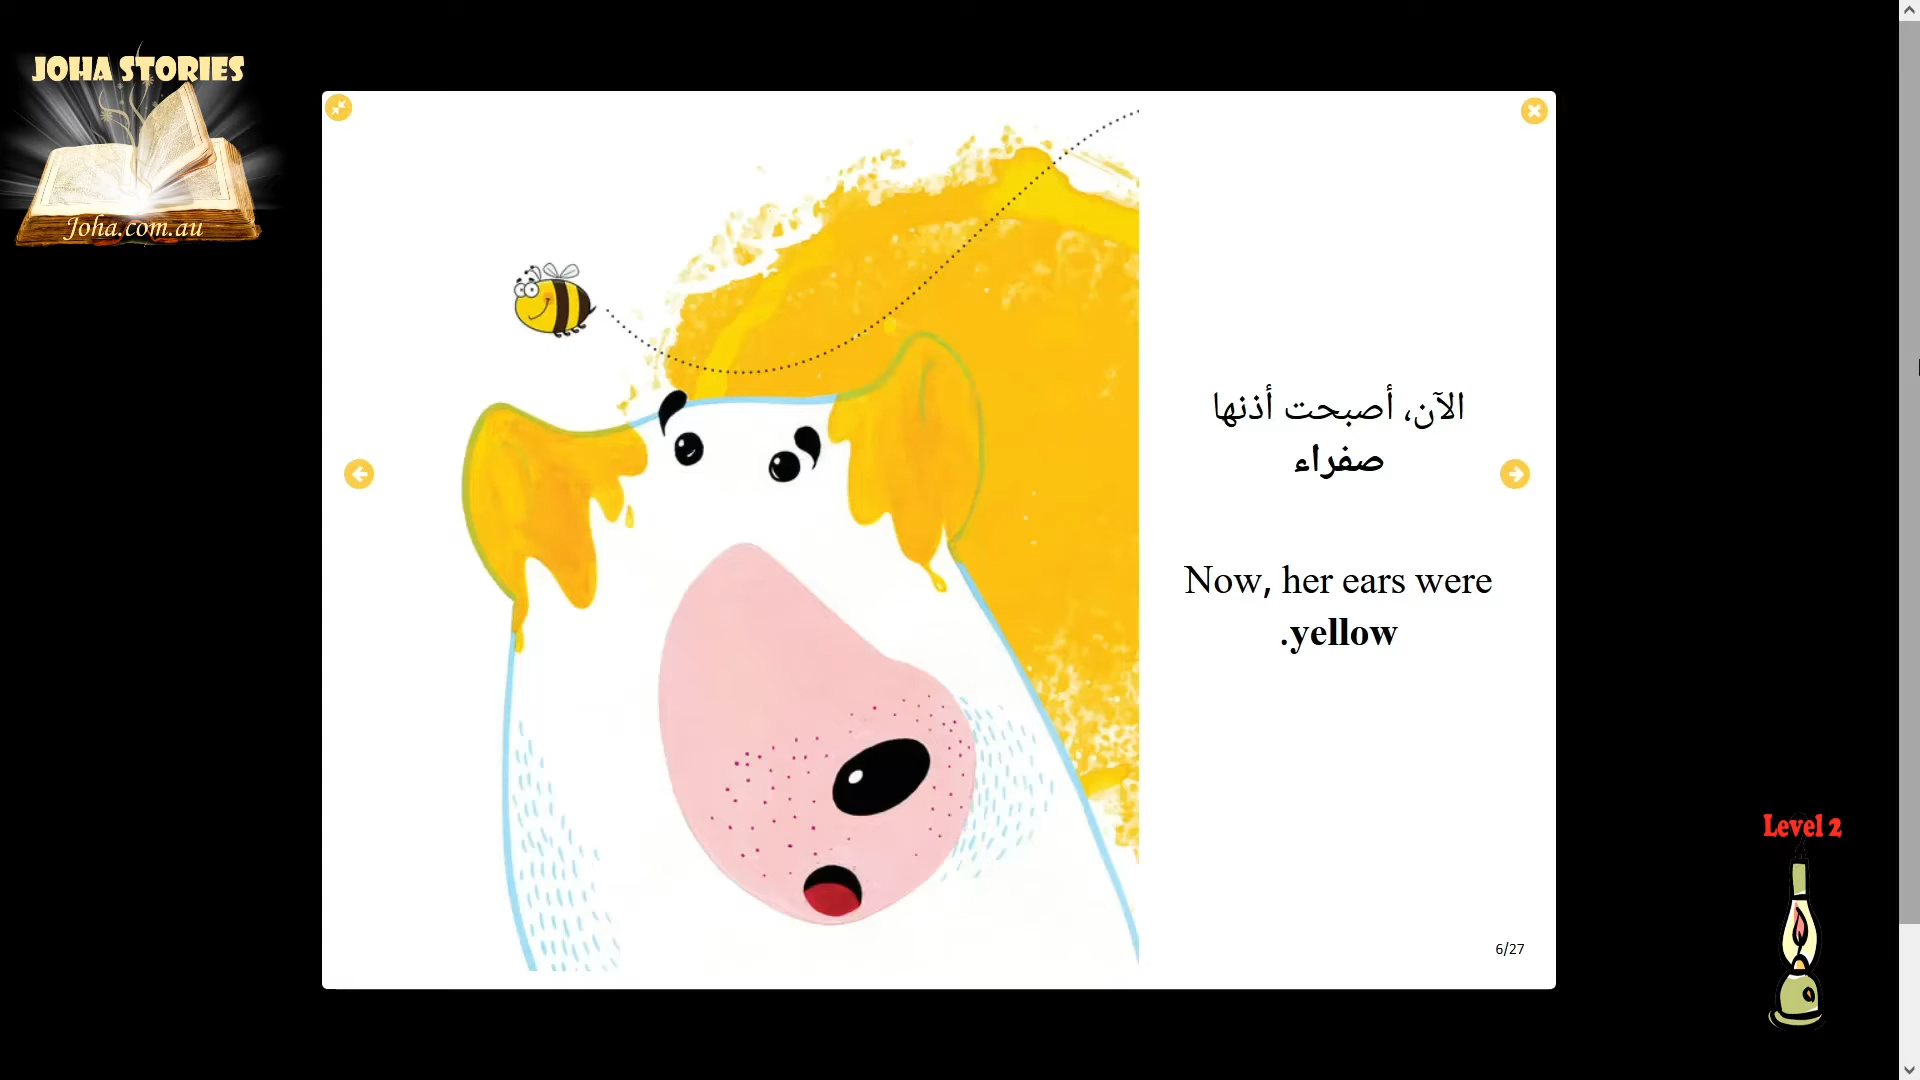 JOHA STORIES
Joha.com.au
الآن، أصبحت أذنها
صفراء
Now, her ears were
.yellow
6/27
Level 2